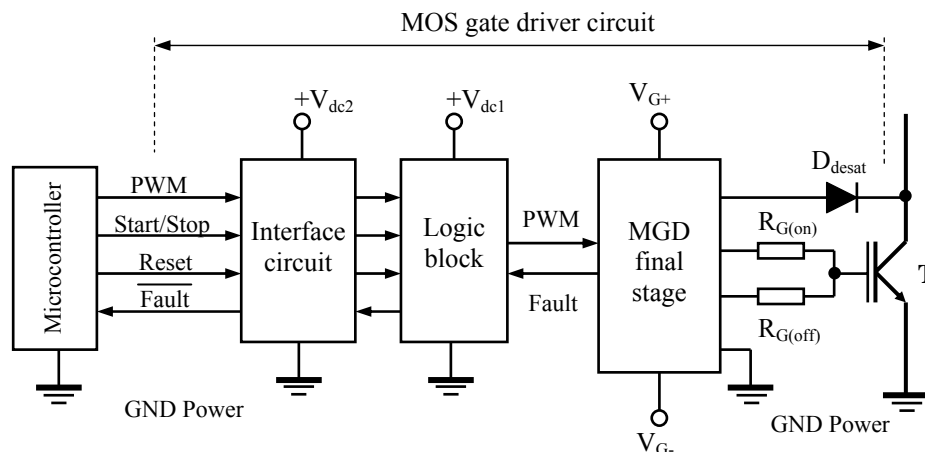 MOS gate driver circuit
+V_dc2
+V_dc1
V_G+
D_desat
Microcontroller
PWM
Start/Stop
Reset
F̅a̅u̅l̅t̅
Interface
circuit
Logic
block
PWM
Fault
MGD
final
stage
R_G(on)
R_G(off)
T
GND Power
GND Power
V_G-